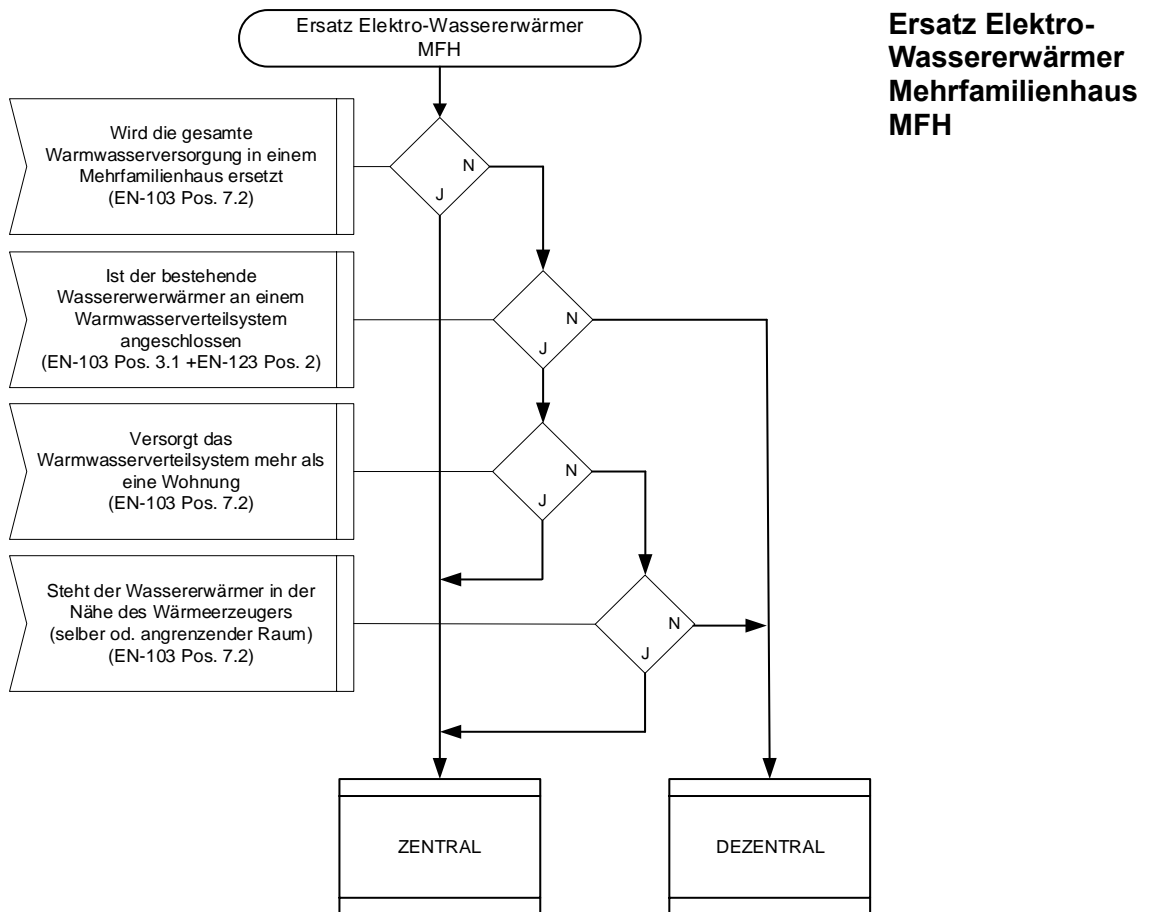 Ersatz Elektro-Wassererwärmer
MFH
Ersatz Elektro-
Wassererwärmer
Mehrfamilienhaus
MFH
Wird die gesamte
Warmwasserversorgung in einem
Mehrfamilienhaus ersetzt
(EN-103 Pos. 7.2)
N
J
Ist der bestehende
Wassererwerwärmer an einem
Warmwasserverteilsystem
angeschlossen
(EN-103 Pos. 3.1 +EN-123 Pos. 2)
N
J
Versorgt das
Warmwasserverteilsystem mehr als
eine Wohnung
(EN-103 Pos. 7.2)
N
J
Steht der Wassererwärmer in der
Nähe des Wärmeerzeugers
(selber od. angrenzender Raum)
(EN-103 Pos. 7.2)
N
J
ZENTRAL
DEZENTRAL